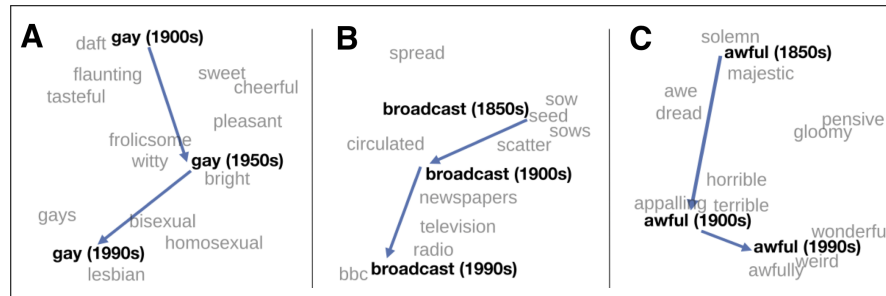 A
daft gay (1900s)
flaunting sweet
tasteful cheerful
pleasant
frolicsome
witty gay (1950s)
bright
gays bisexual
homosexual
gay (1990s)
lesbian
B
spread
broadcast (1850s) sow
seed
sows
circulated scatter
broadcast (1900s)
newspapers
television
radio
bbc broadcast (1990s)
C
solemn
awful (1850s)
majestic
awe
dread pensive
gloomy
horrible
appalling terrible
awful (1900s)
wonderfu
awful (1990s)
awfully weird